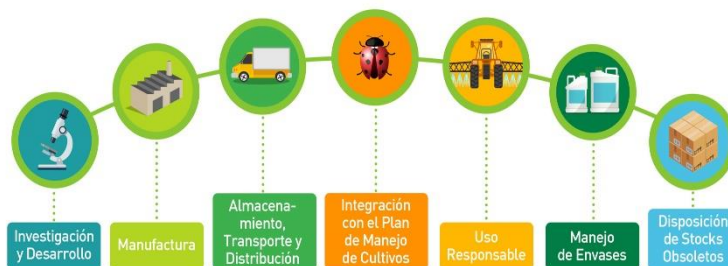 Investigación
y Desarrollo
Manufactura
Almacena-
miento,
Transporte y
Distribución
Integración
con el Plan
de Manejo
de Cultivos
Uso
Responsable
Manejo
de Envases
Disposición
de Stocks
Obsoletos